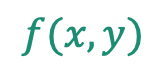 f(x, y)